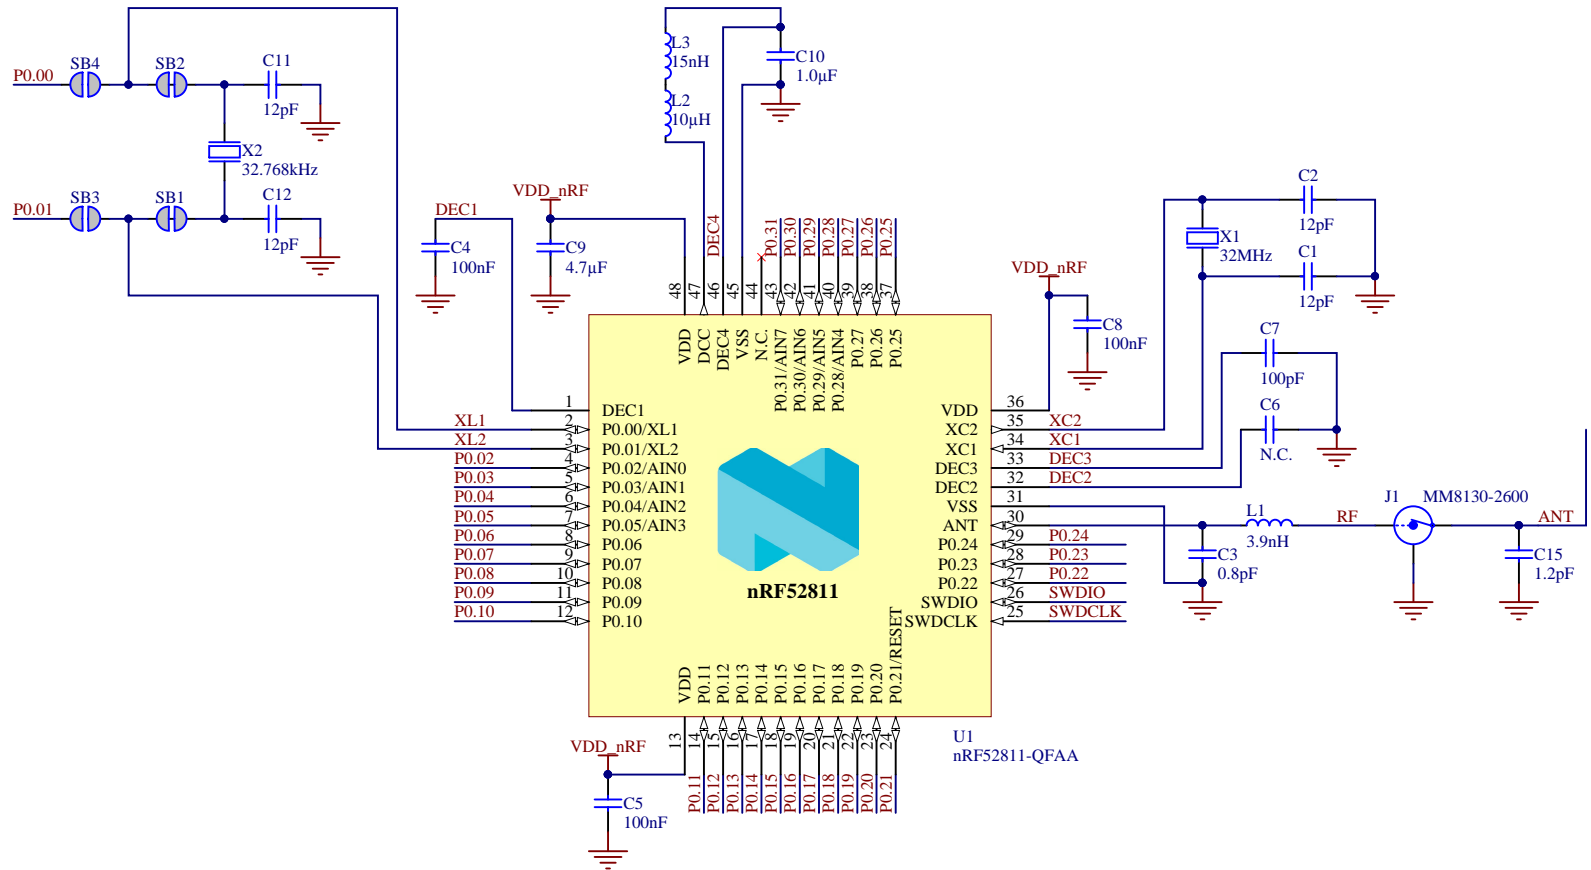 P0.00
SB4
SB2
C11
12pF
X2
32.768kHz
P0.01
SB3
SB1
C12
12pF
L3
15nH
L2
10µH
C10
1.0µF
DEC1
C4
100nF
VDD_nRF
C9
4.7µF
DEC4
P0.31
P0.30
P0.29
P0.28
P0.27
P0.26
P0.25
48
47
46
45
44
43
42
41
40
39
38
37
VDD
DCC
DEC4
VSS
N.C.
P0.31/AIN7
P0.30/AIN6
P0.29/AIN5
P0.28/AIN4
P0.27
P0.26
P0.25
VDD_nRF
C8
100nF
X1
32MHz
C2
12pF
C1
12pF
C7
100pF
C6
N.C.
1 DEC1
XL1 2 P0.00/XL1
XL2 3 P0.01/XL2
P0.02 4 P0.02/AIN0
P0.03 5 P0.03/AIN1
P0.04 6 P0.04/AIN2
P0.05 7 P0.05/AIN3
P0.06 8 P0.06
P0.07 9 P0.07
P0.08 10 P0.08
P0.09 11 P0.09
P0.10 12 P0.10
nRF52811
VDD 36
XC2 35 XC2
XC1 34 XC1
DEC3 33 DEC3
DEC2 32 DEC2
VSS 31
ANT 30
P0.24 29 P0.24
P0.23 28 P0.23
P0.22 27 P0.22
SWDIO 26 SWDIO
SWDCLK 25 SWDCLK
L1
3.9nH
C3
0.8pF
RF
J1
MM8130-2600
ANT
C15
1.2pF
VDD
P0.11
P0.12
P0.13
P0.14
P0.15
P0.16
P0.17
P0.18
P0.19
P0.20
P0.21/RESET
13
14
15
16
17
18
19
20
21
22
23
24
P0.11
P0.12
P0.13
P0.14
P0.15
P0.16
P0.17
P0.18
P0.19
P0.20
P0.21
VDD_nRF
C5
100nF
U1
nRF52811-QFAA